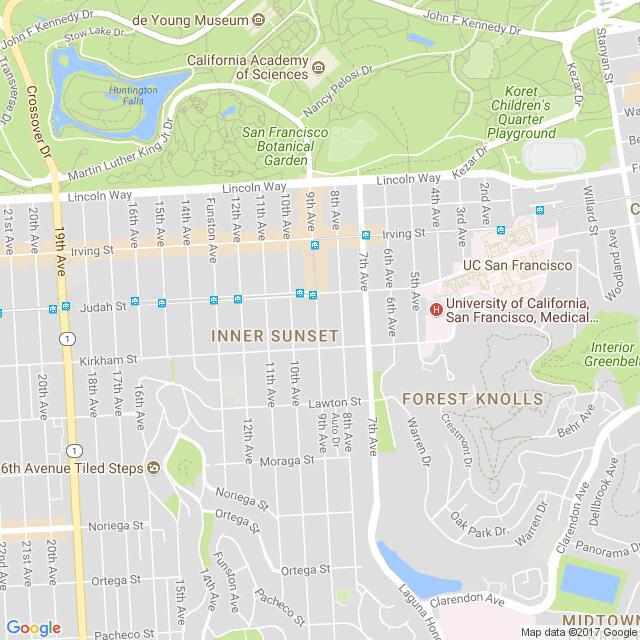 de Young Museum
John F Kennedy Dr
John F Kennedy Dr
Stow Lake Dr
California Academy
of Sciences
Huntington
Falls
Nancy Pelosi Dr
Transverse Dr
Crossover Dr
Martin Luther King Jr Dr
San Francisco
Botanical
Garden
Koret
Children's
Quarter
Playground
Kezar Dr
Kezar Dr
Stanyan St
Lincoln Way
Lincoln Way
Lincoln Way
21st Ave
20th Ave
19th Ave
16th Ave
15th Ave
14th Ave
Funston Ave
12th Ave
11th Ave
10th Ave
9th Ave
8th Ave
7th Ave
6th Ave
6th Ave
5th Ave
4th Ave
3rd Ave
2nd Ave
Willard St
Woodland
Irving St
Irving St
UC San Francisco
Judah St
University of California,
San Francisco, Medical...
INNER SUNSET
1
Kirkham St
Interior
Greenbelt
20th Ave
18th Ave
17th Ave
16th Ave
11th Ave
10th Ave
Lawton St
FOREST KNOLLS
12th Ave
9th Ave
Auto Dr
8th Ave
7th Ave
Warren Dr
Crestmont Dr
Behr Ave
1
Moraga St
6th Avenue Tiled Steps
Noriega St
Ortega St
Noriega St
Oak Park Dr
Warren Dr
Clarendon Ave
Dellbrook Ave
Panorama Dr
22nd Ave
21st Ave
20th Ave
Ortega St
15th Ave
14th Ave
Funston Ave
Ortega St
Pacheco St
Pacheco St
Laguna Hon
Clarendon Ave
MIDTOW
Google
Map data ©2017 Google